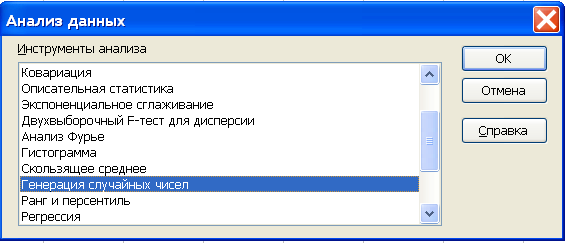 Анализ данных
Инструменты анализа
Ковариация
Описательная статистика
Экспоненциальное сглаживание
Двухвыборочный F-тест для дисперсии
Анализ Фурье
Гистограмма
Скользящее среднее
Генерация случайных чисел
Ранг и персентиль
Регрессия
ОК
Отмена
Справка